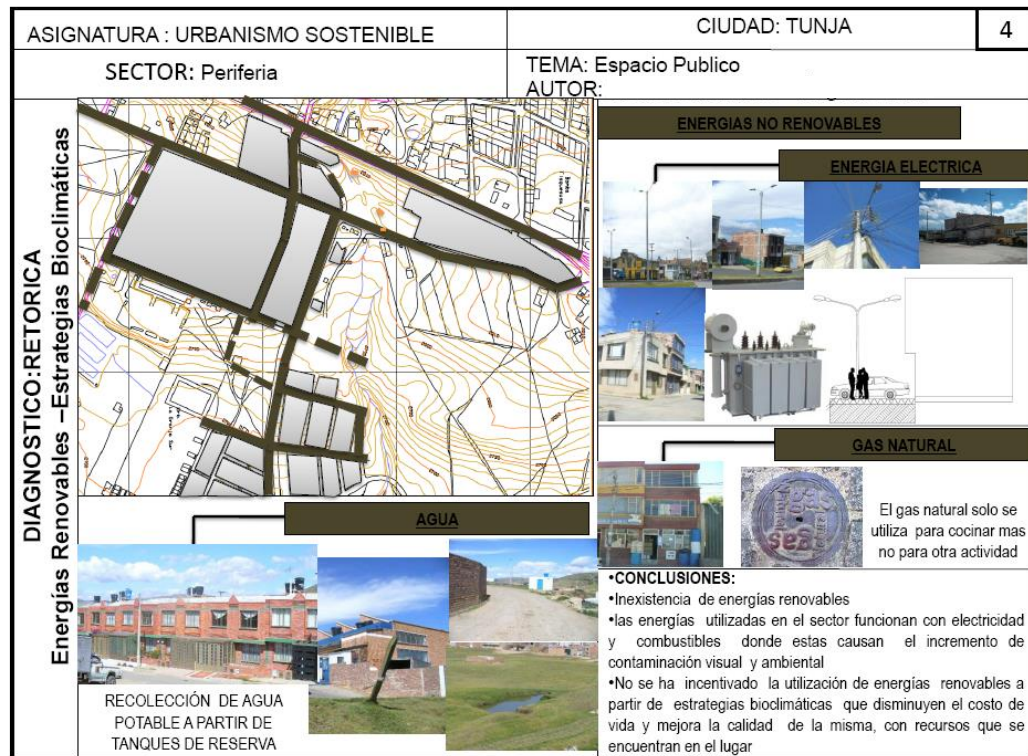 ASIGNATURA : URBANISMO SOSTENIBLE
CIUDAD: TUNJA
4
SECTOR: Periferia
TEMA: Espacio Publico
AUTOR:
DIAGNOSTICO:RETORICA
Energías Renovables –Estrategias Bioclimáticas
ENERGIAS NO RENOVABLES
ENERGIA ELECTRICA
GAS NATURAL
gas
El gas natural solo se
utiliza para cocinar mas
no para otra actividad
AGUA
RECOLECCIÓN DE AGUA
POTABLE A PARTIR DE
TANQUES DE RESERVA
•CONCLUSIONES:
•Inexistencia de energías renovables
•las energías utilizadas en el sector funcionan con electricidad
y combustibles donde estas causan el incremento de
contaminación visual y ambiental
•No se ha incentivado la utilización de energías renovables a
partir de estrategias bioclimáticas que disminuyen el costo de
vida y mejora la calidad de la misma, con recursos que se
encuentran en el lugar